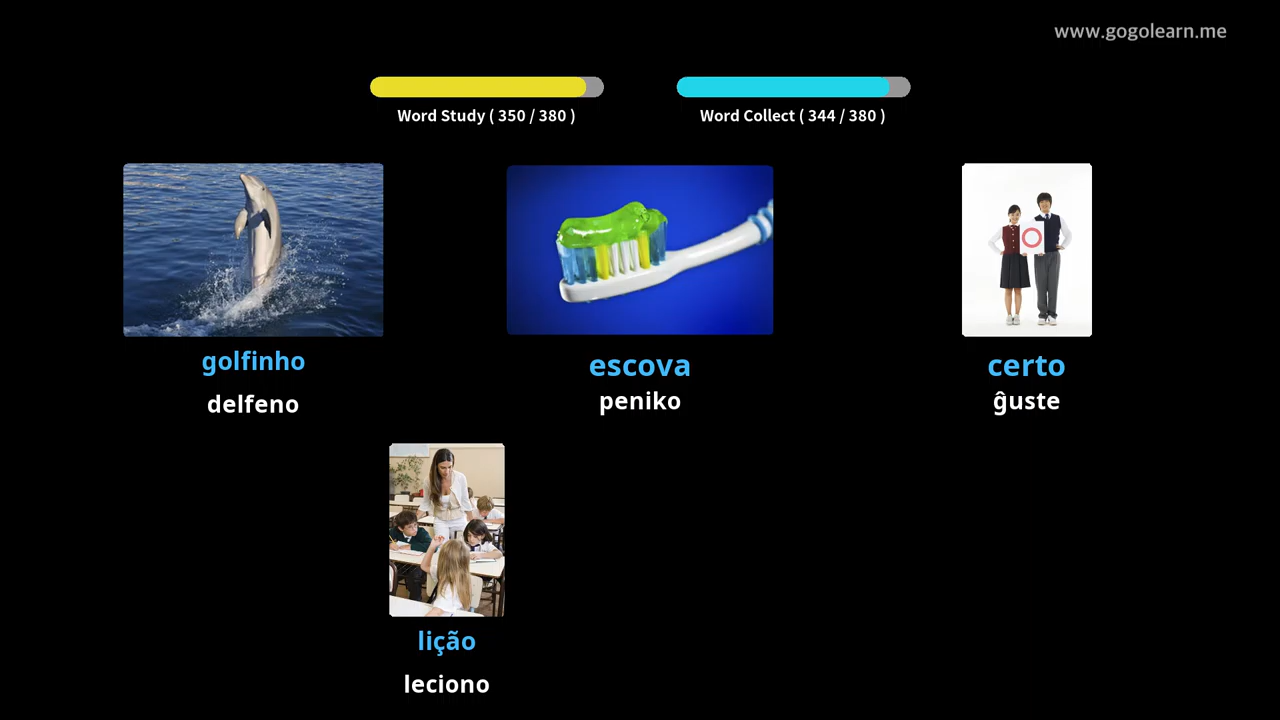 www.gogolearn.me
Word Study ( 350 / 380 )
Word Collect ( 344 / 380 )
golfinho
delfeno
escova
peniko
certo
ĝuste
lição
leciono